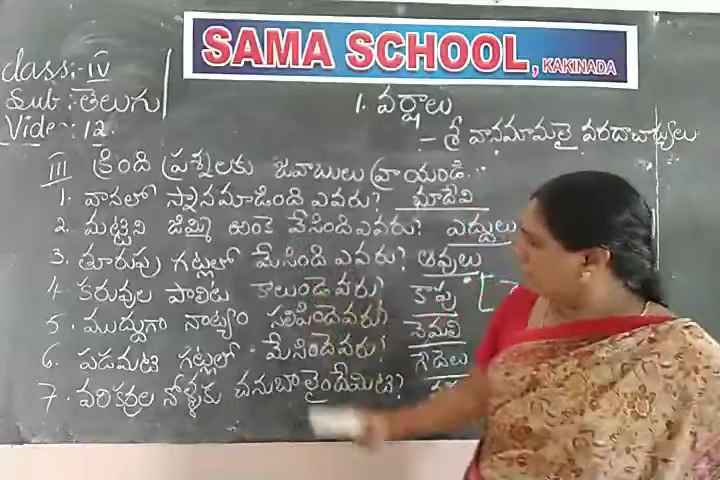 SAMA SCHOOL, KAKINADA
class:- IV
Sub : తెలుగు
Video : 12.
1. వర్షాలు
- శ్రీ వానమామలై వరదాచార్యులు
III క్రింది ప్రశ్నలకు జవాబులు వ్రాయండి.
1. వానలో స్నానమాడింది ఎవరు? భూదేవి
2. మట్టిని జిమ్మి ఱంకె వేసింది ఎవరు? ఎద్దులు
3. తూరుపు గట్లలో మేసింది ఎవరు? ఆవులు
4. కరువుల పాలిట కాలుండెవరు? కాపు
5. ముద్దుగా నాట్యం సలిపిందెవరు? నెమలి
6. పడమటి గట్లలో మేసిందెవరు? గొడెలు
7. వరికర్రల నోళ్ళకు చనుబాలైందేమిటి?